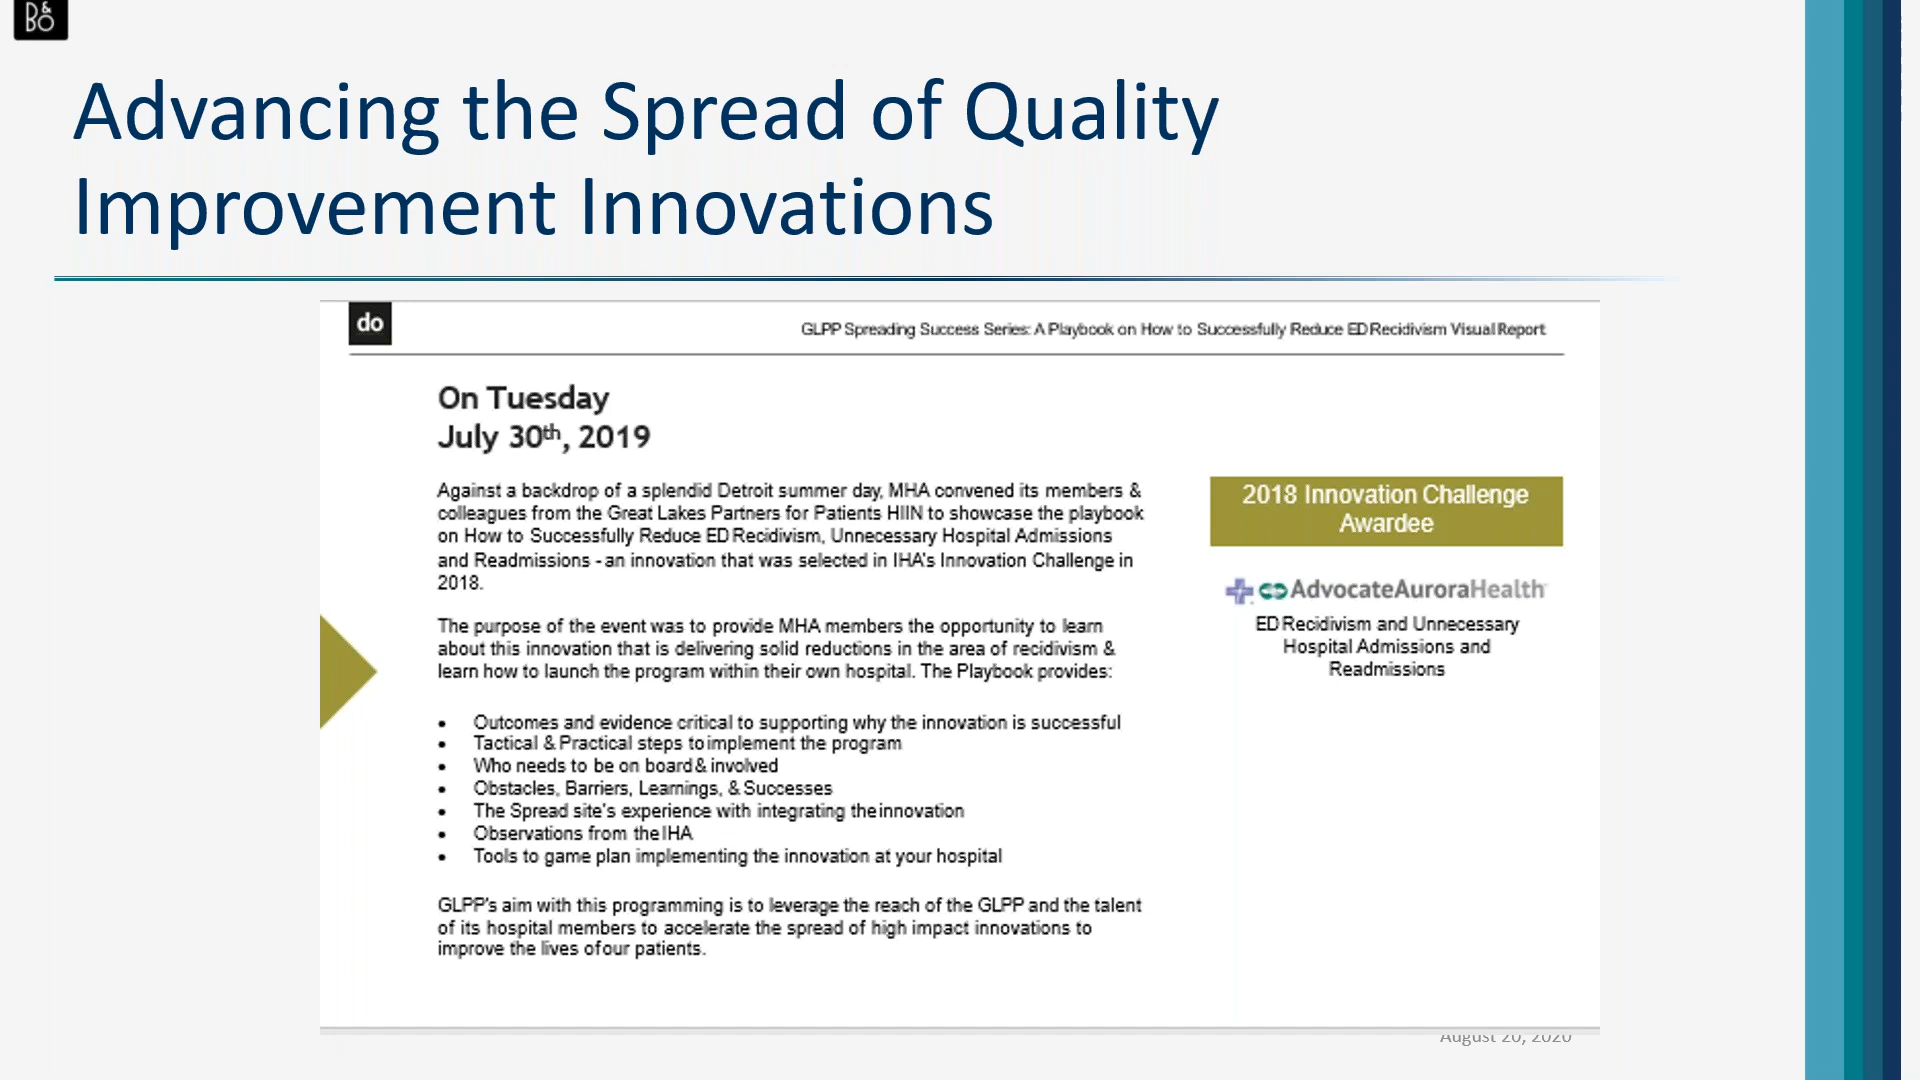 B&O
Advancing the Spread of Quality
Improvement Innovations
do
GLPP Spreading Success Series: A Playbook on How to Successfully Reduce ED Recidivism Visual Report
On Tuesday
July 30th, 2019
Against a backdrop of a splendid Detroit summer day, MHA convened its members &
colleagues from the Great Lakes Partners for Patients HIIN to showcase the playbook
on How to Successfully Reduce ED Recidivism, Unnecessary Hospital Admissions
and Readmissions - an innovation that was selected in IHA's Innovation Challenge in
2018.
The purpose of the event was to provide MHA members the opportunity to learn
about this innovation that is delivering solid reductions in the area of recidivism &
learn how to launch the program within their own hospital. The Playbook provides:
• Outcomes and evidence critical to supporting why the innovation is successful
• Tactical & Practical steps to implement the program
• Who needs to be on board & involved
• Obstacles, Barriers, Learnings, & Successes
• The Spread site's experience with integrating the innovation
• Observations from the IHA
• Tools to game plan implementing the innovation at your hospital
GLPP's aim with this programming is to leverage the reach of the GLPP and the talent
of its hospital members to accelerate the spread of high impact innovations to
improve the lives of our patients.
2018 Innovation Challenge
Awardee
AdvocateAuroraHealth
ED Recidivism and Unnecessary
Hospital Admissions and
Readmissions
August 20, 2020